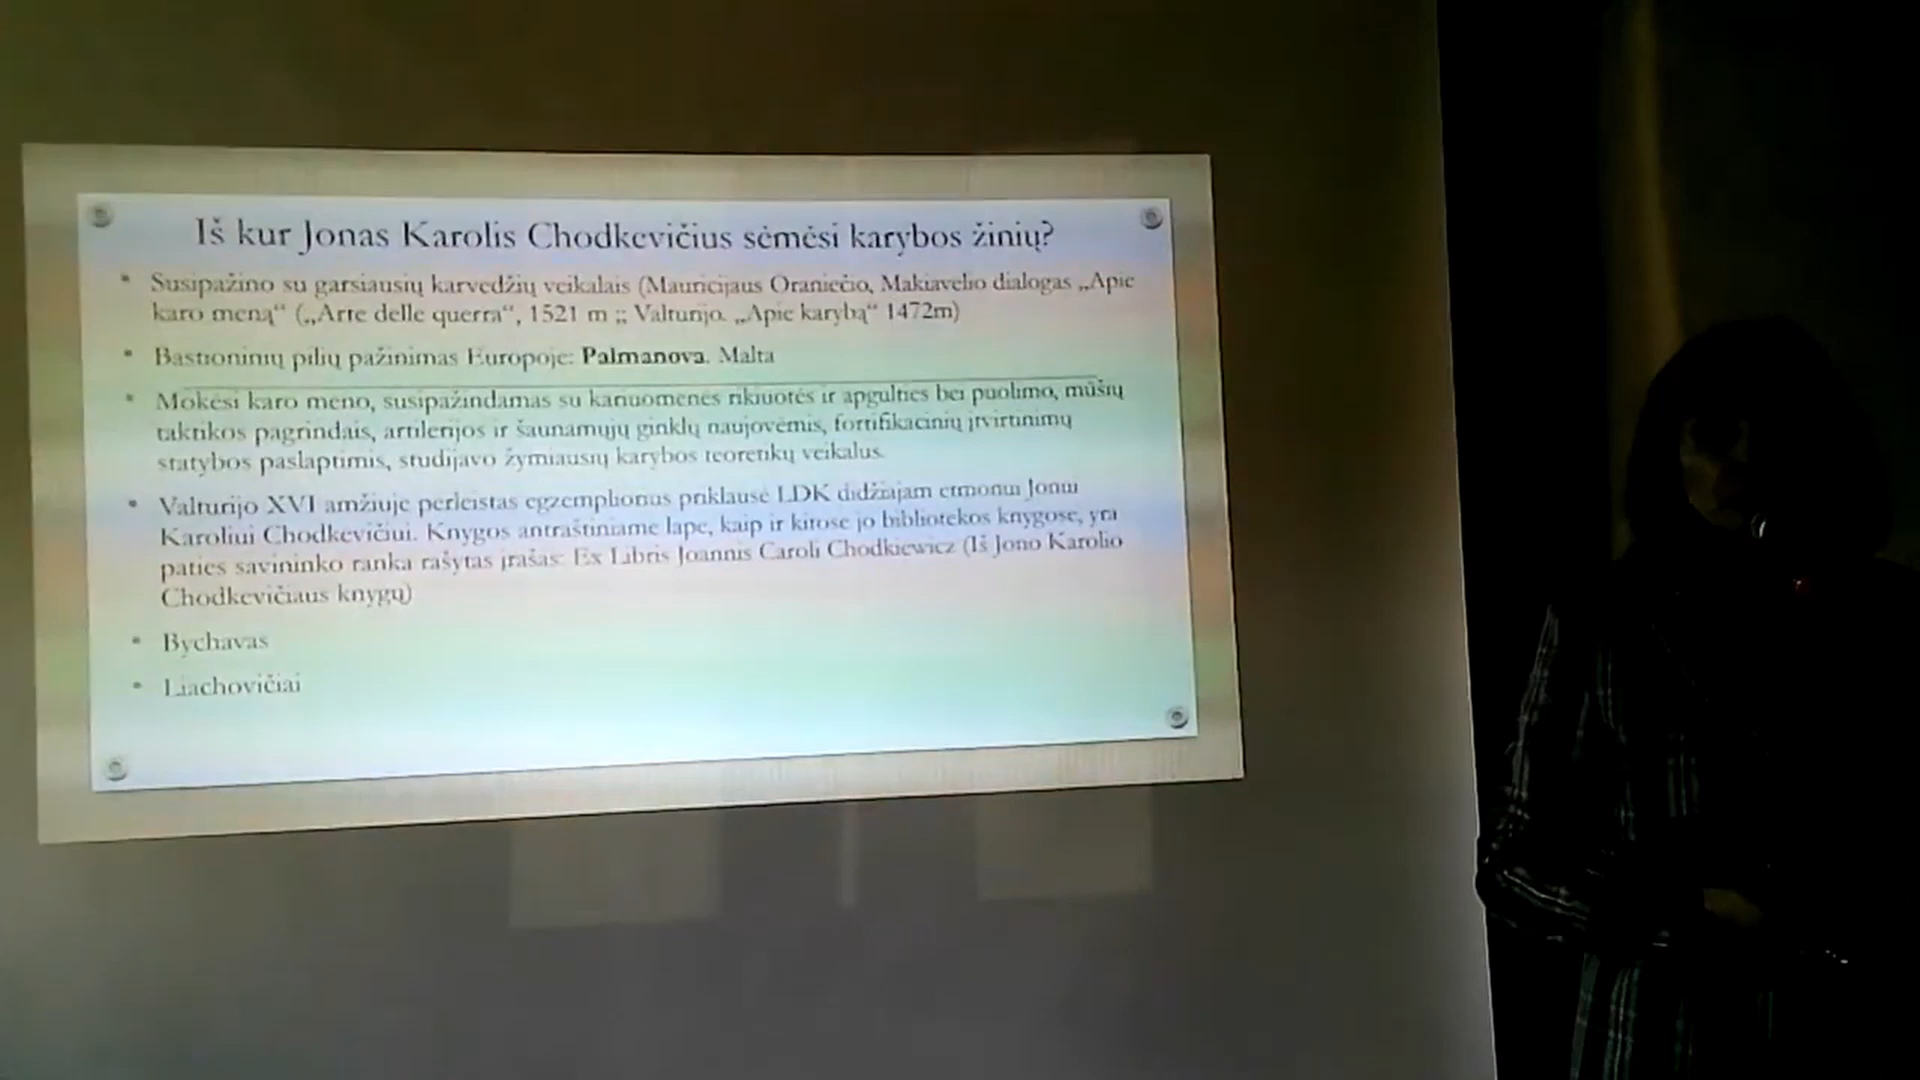 Iš kur Jonas Karolis Chodkevičius sėmėsi karybos žinių?
Susipažino su garsiausių karvedžių veikalais (Mauricijaus Oraniečio, Makiavelio dialogas „Apie
karo meną“ („Arte delle querra“, 1521 m ;; Valturijo. „Apie karybą“ 1472m)
Bastioninių pilių pažinimas Europoje: Palmanova. Malta
Mokėsi karo meno, susipažindamas su kariuomenės rikiuotės ir apgulties bei puolimo, mūšių
taktikos pagrindais, artilerijos ir šaunamųjų ginklų naujovėmis, fortifikacinių įtvirtinimų
statybos paslaptimis, studijavo žymiausių karybos teoretikų veikalus.
Valturijo XVI amžiuje perleistas egzempliorius priklausė LDK didžiajam etmonui Jonui
Karoliui Chodkevičiui. Knygos antraštiniame lape, kaip ir kitose jo bibliotekos knygose, yra
paties savininko ranka rašytas įrašas: Ex Libris Joannis Caroli Chodkiewicz (Iš Jono Karolio
Chodkevičiaus knygų)
Bychavas
Liachovičiai